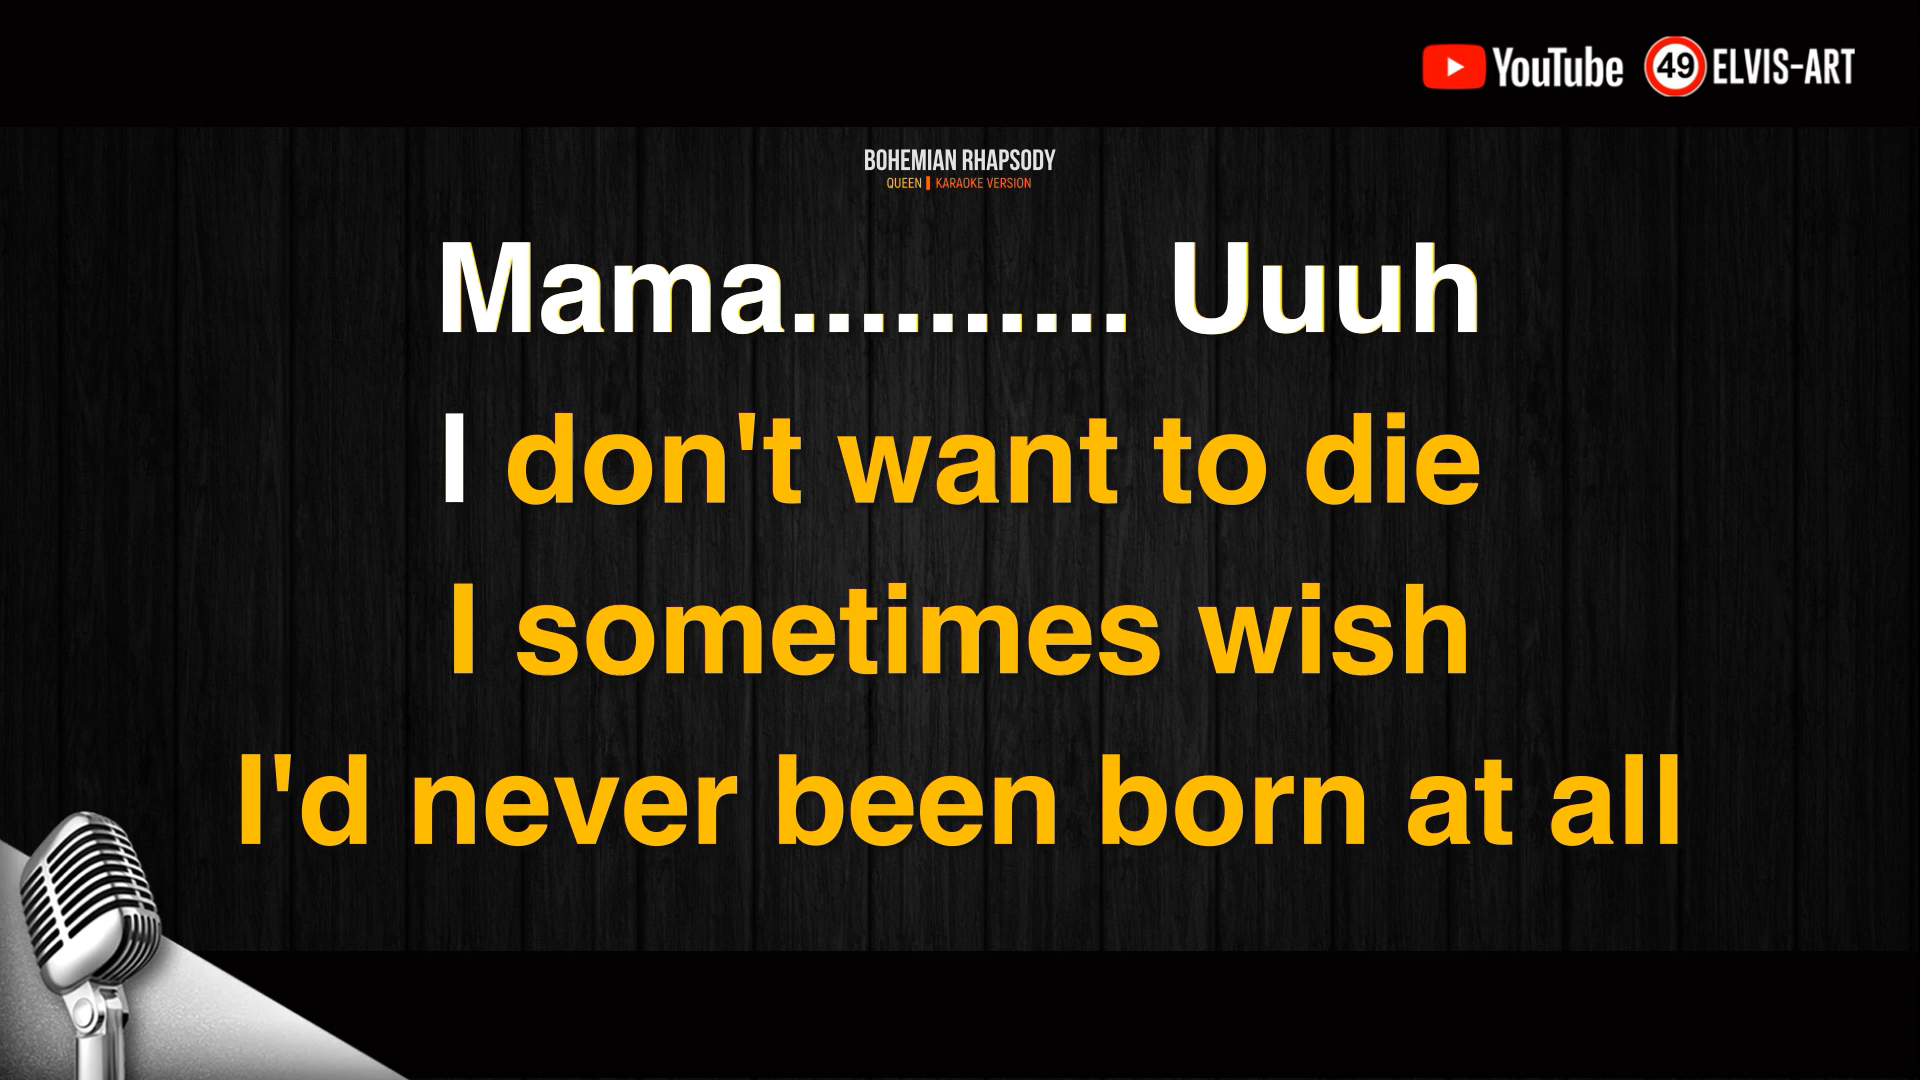 YouTube 49 ELVIS-ART
BOHEMIAN RHAPSODY
QUEEN | KARAOKE VERSION
Mama.......... Uuuh
I don't want to die
I sometimes wish
I'd never been born at all